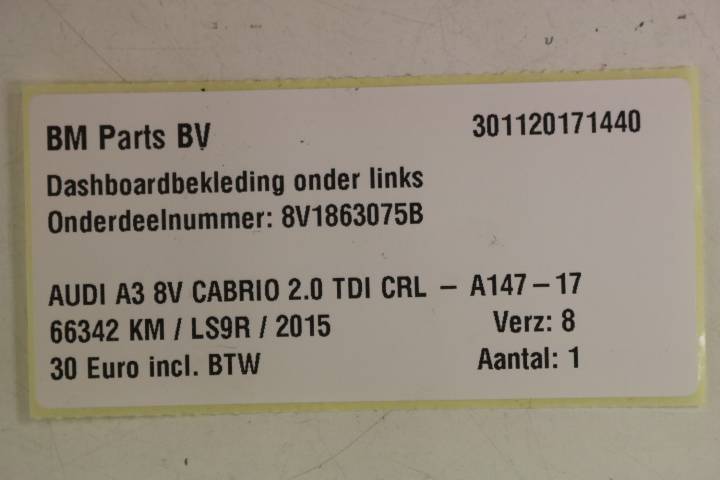 BM Parts BV 301120171440
Dashboardbekleding onder links
Onderdeelnummer: 8V1863075B
AUDI A3 8V CABRIO 2.0 TDI CRL – A147–17
66342 KM / LS9R / 2015 Verz: 8
30 Euro incl. BTW Aantal: 1